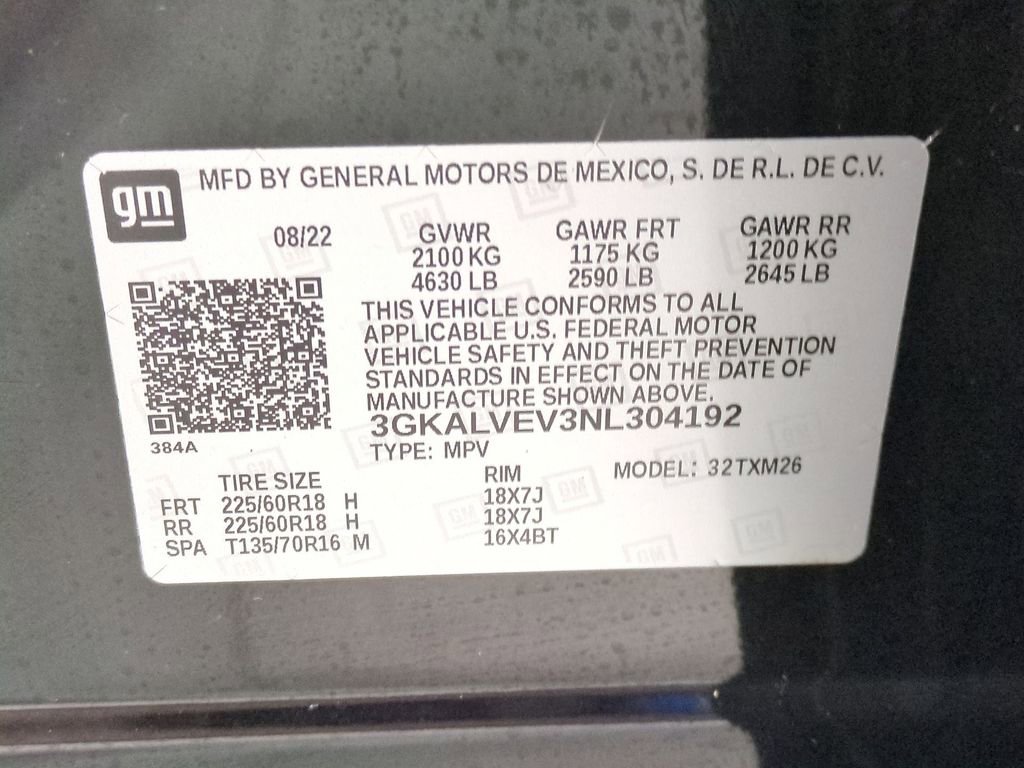 gm
MFD BY GENERAL MOTORS DE MEXICO, S. DE R.L. DE C.V.
08/22 GVWR GAWR FRT GAWR RR
2100 KG 1175 KG 1200 KG
4630 LB 2590 LB 2645 LB
THIS VEHICLE CONFORMS TO ALL
APPLICABLE U.S. FEDERAL MOTOR
VEHICLE SAFETY AND THEFT PREVENTION
STANDARDS IN EFFECT ON THE DATE OF
MANUFACTURE SHOWN ABOVE.
3GKALVEV3NL304192
384A
TYPE: MPV
TIRE SIZE RIM MODEL: 32TXM26
FRT 225/60R18 H 18X7J
RR 225/60R18 H 18X7J
SPA T135/70R16 M 16X4BT